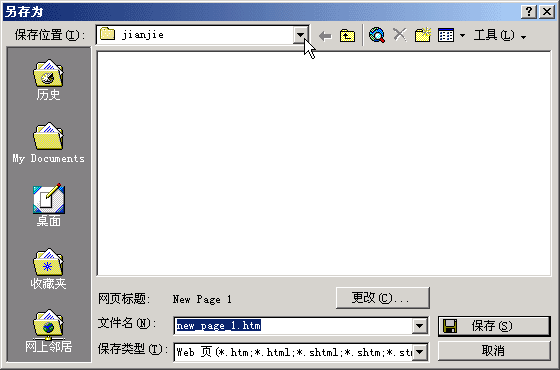 另存为
保存位置(I):
jianjie
工具(L)
历史
My Documents
桌面
收藏夹
网上邻居
网页标题:
New Page 1
更改(C)...
文件名(N):
new_page_1.htm
保存(S)
保存类型(T):
Web 页(*.htm;*.html;*.shtml;*.shtm;*.st
取消